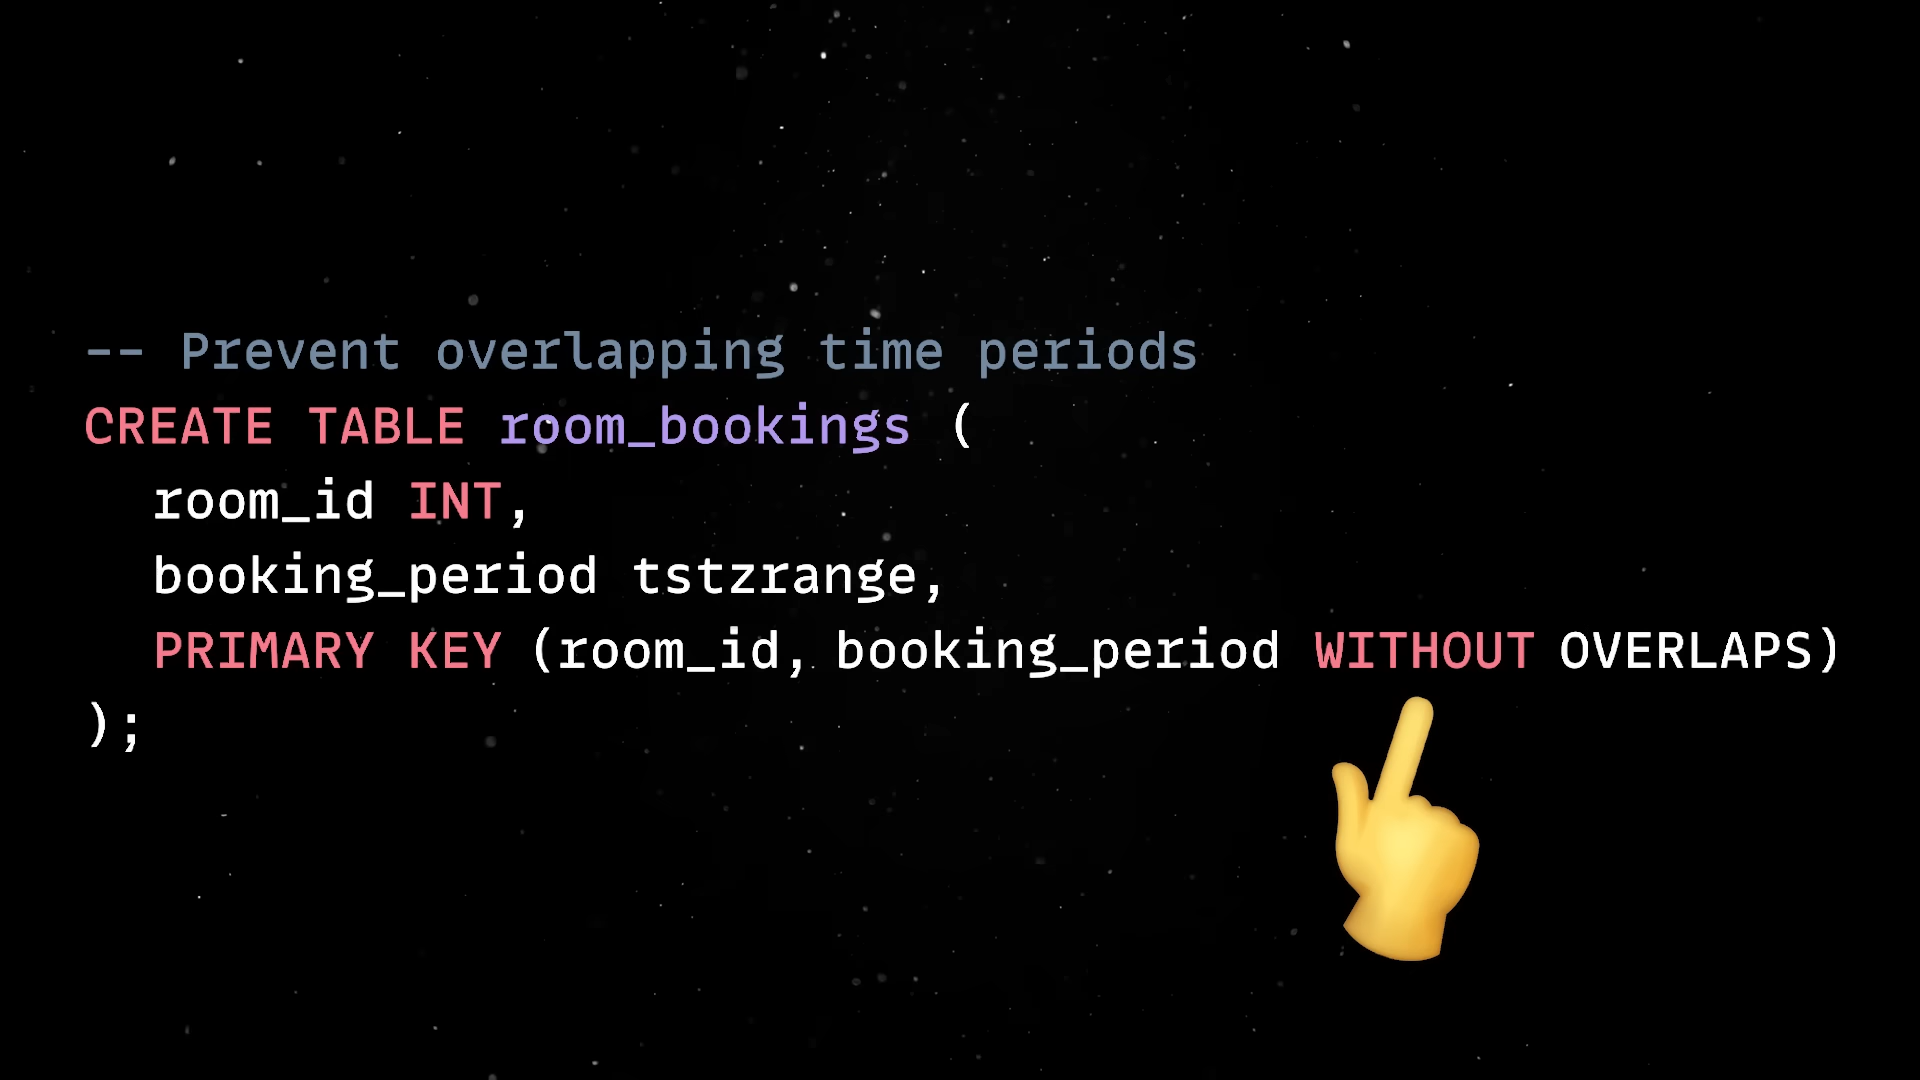 -- Prevent overlapping time periods
CREATE TABLE room_bookings (
  room_id INT,
  booking_period tstzrange,
  PRIMARY KEY (room_id, booking_period WITHOUT OVERLAPS)
);